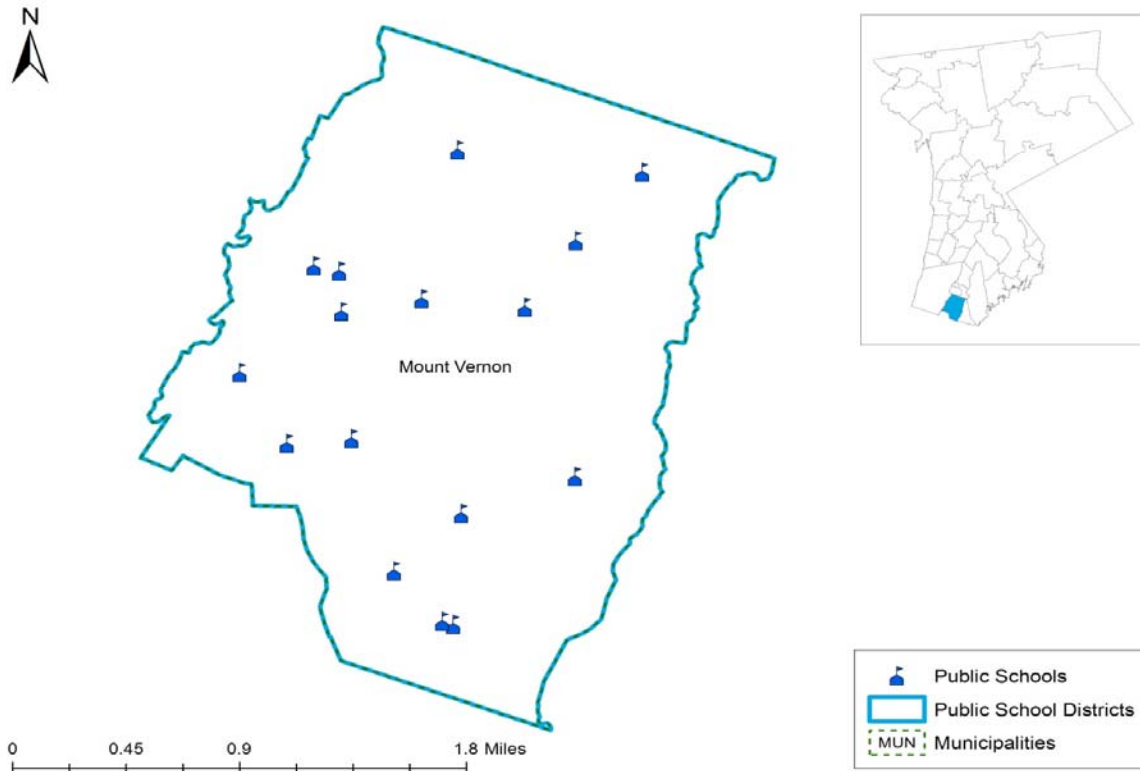 N
Mount Vernon
Public Schools
Public School Districts
MUN Municipalities
0 0.45 0.9 1.8 Miles